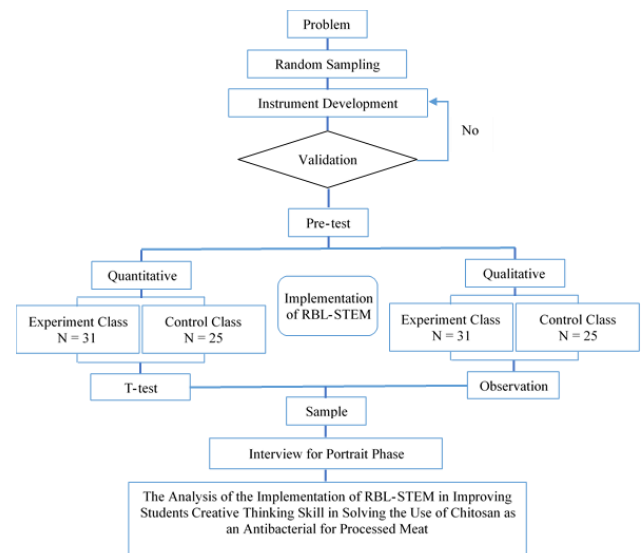 Problem
Random Sampling
Instrument Development
No
Validation
Pre-test
Quantitative
Qualitative
Implementation
of RBL-STEM
Experiment Class
N = 31
Control Class
N = 25
Experiment Class
N = 31
Control Class
N = 25
T-test
Observation
Sample
Interview for Portrait Phase
The Analysis of the Implementation of RBL-STEM in Improving
Students Creative Thinking Skill in Solving the Use of Chitosan as
an Antibacterial for Processed Meat